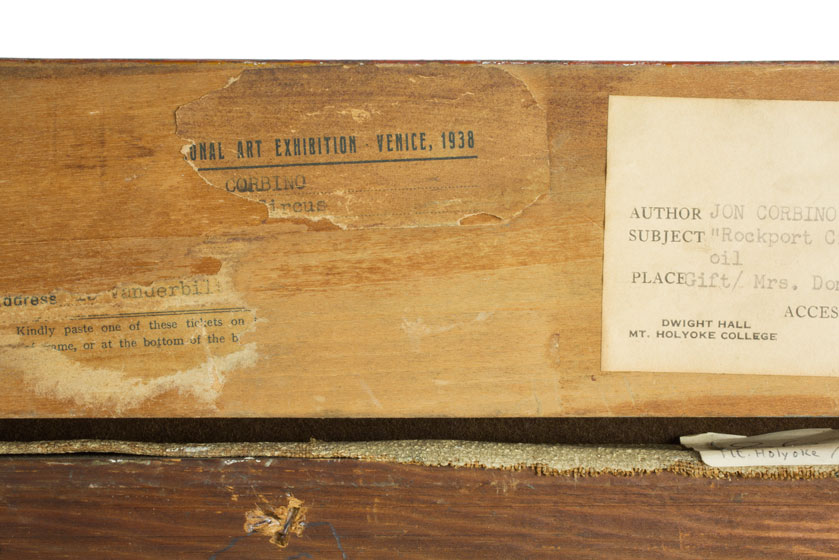 ONAL ART EXHIBITION - VENICE, 1938
CORBINO
Circus
AUTHOR JON CORBINO
SUBJECT "Rockport C
oil
PLACE Gift/ Mrs. Don
ACCES
DWIGHT HALL
MT. HOLYOKE COLLEGE
ddress Vanderbil
Kindly paste one of these tickets on
frame, or at the bottom of the b
Mt. Holyoke